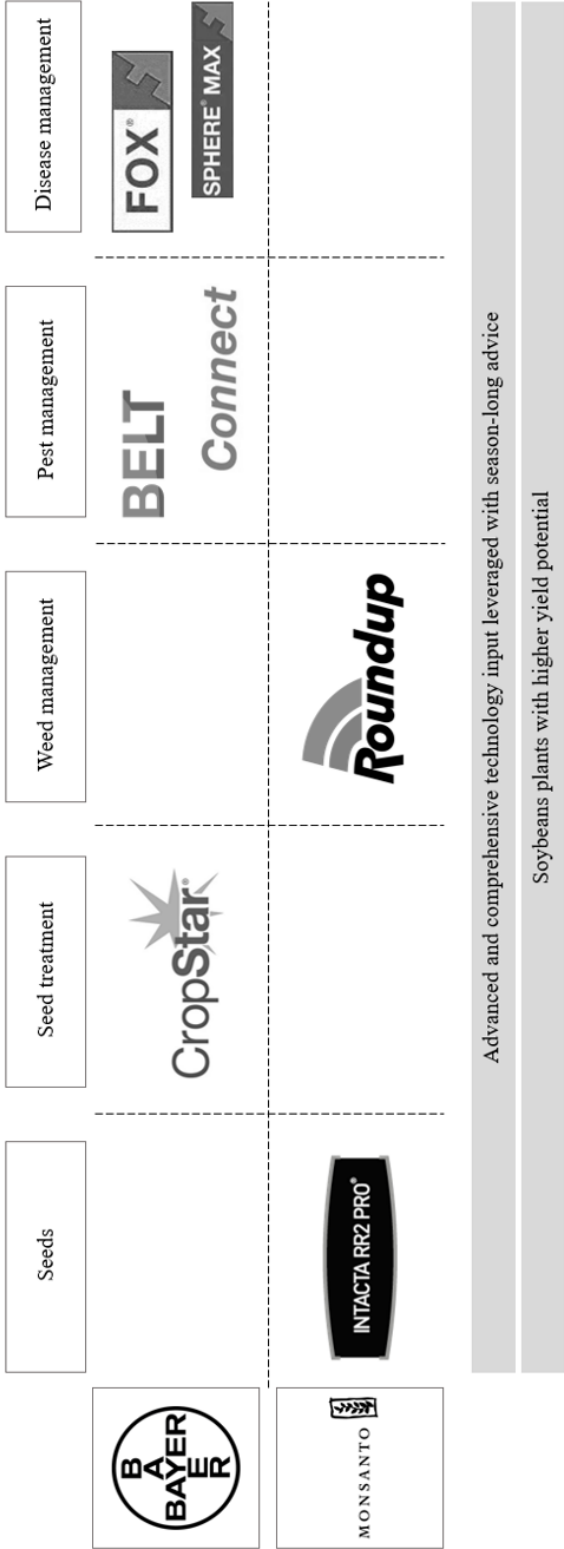 Seeds
Seed treatment
Weed management
Pest management
Disease management
BAYER
BAYER
CropStar
BELT
Connect
FOX®
SPHERE® MAX
MONSANTO
INTACTA RR2 PRO®
Roundup
Advanced and comprehensive technology input leveraged with season-long advice
Soybeans plants with higher yield potential